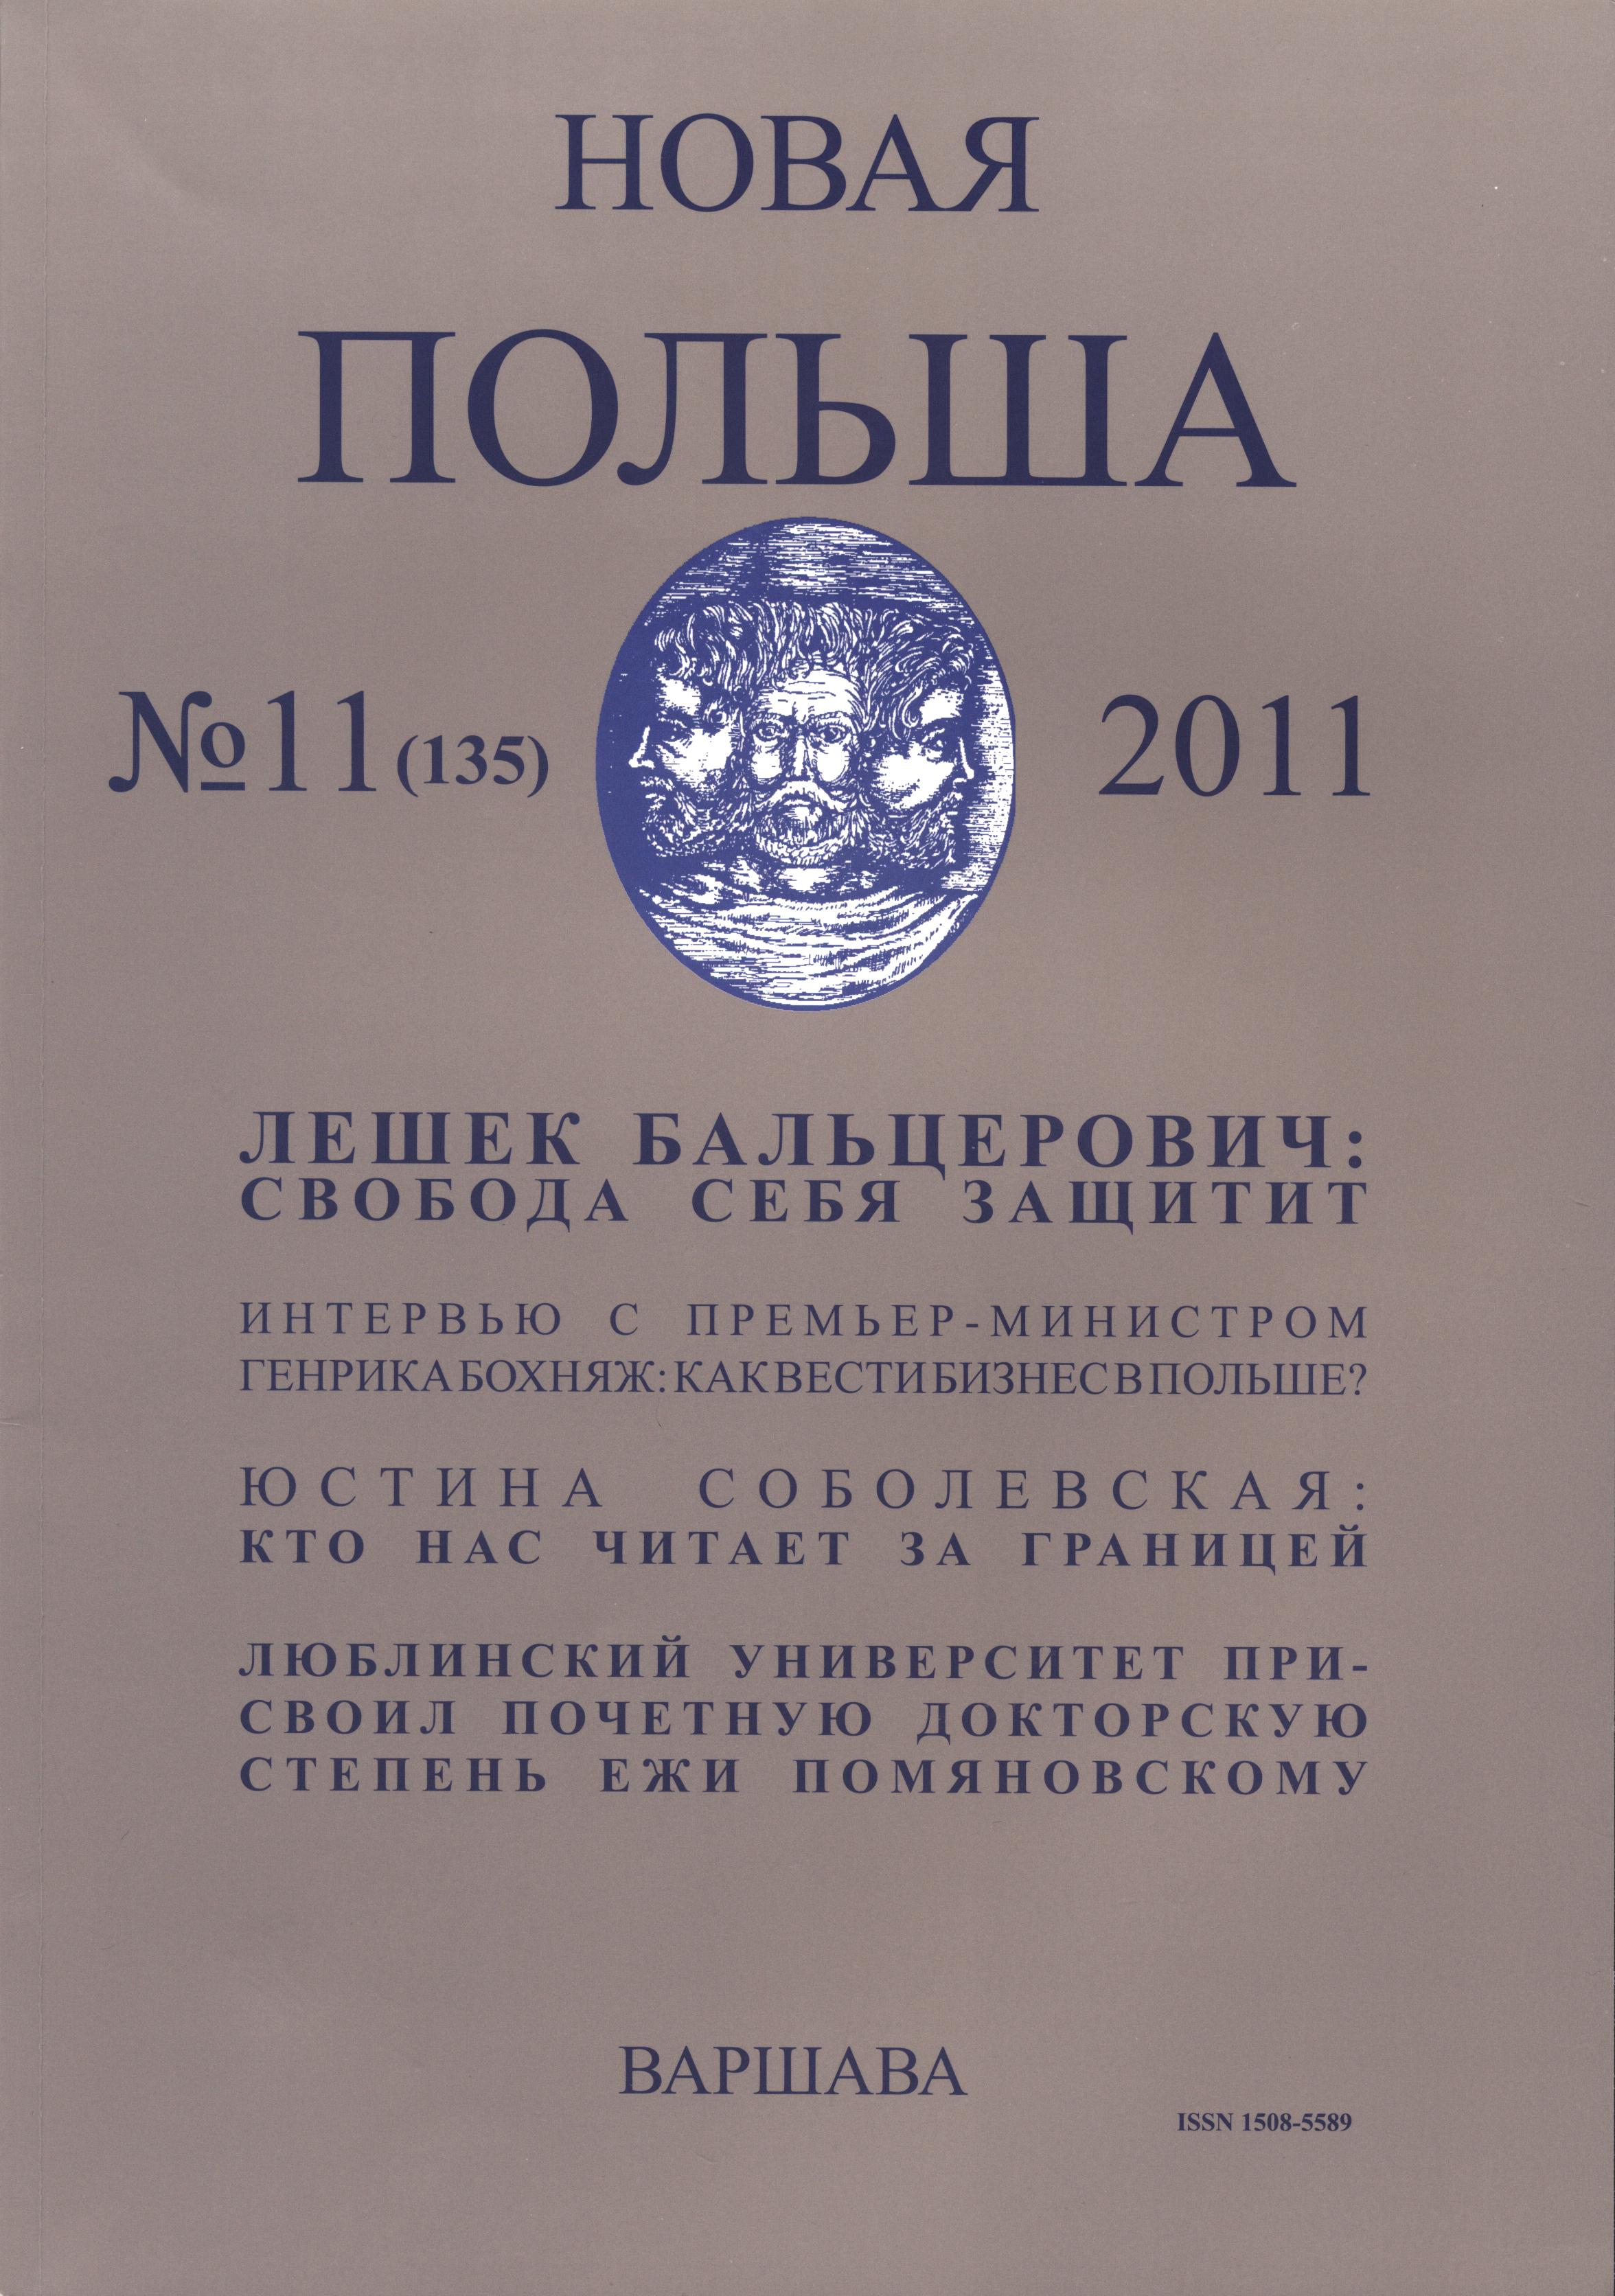 НОВАЯ
ПОЛЬША
№11(135)
2011
ЛЕШЕК БАЛЬЦЕРОВИЧ:
СВОБОДА СЕБЯ ЗАЩИТИТ
ИНТЕРВЬЮ С ПРЕМЬЕР-МИНИСТРОМ
ГЕНРИКА БОХНЯЖ: КАК ВЕСТИ БИЗНЕС В ПОЛЬШЕ?
ЮСТИНА СОБОЛЕВСКАЯ:
КТО НАС ЧИТАЕТ ЗА ГРАНИЦЕЙ
ЛЮБЛИНСКИЙ УНИВЕРСИТЕТ ПРИ-
СВОИЛ ПОЧЕТНУЮ ДОКТОРСКУЮ
СТЕПЕНЬ ЕЖИ ПОМЯНОВСКОМУ
ВАРШАВА
ISSN 1508-5589